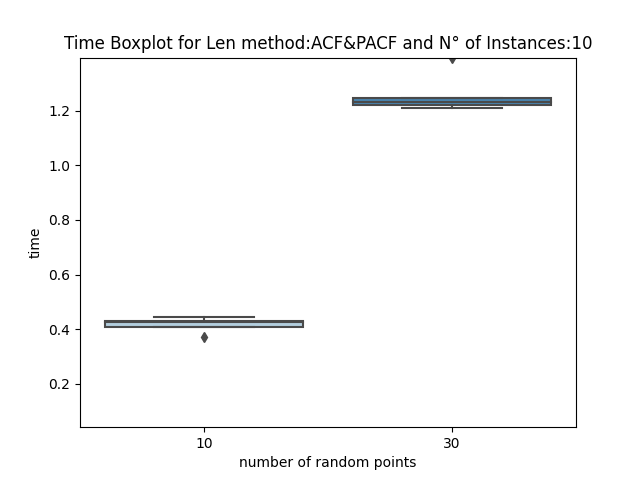 Time Boxplot for Len method:ACF&PACF and N° of Instances:10
1.2
1.0
0.8
0.6
0.4
0.2
time
10 30
number of random points